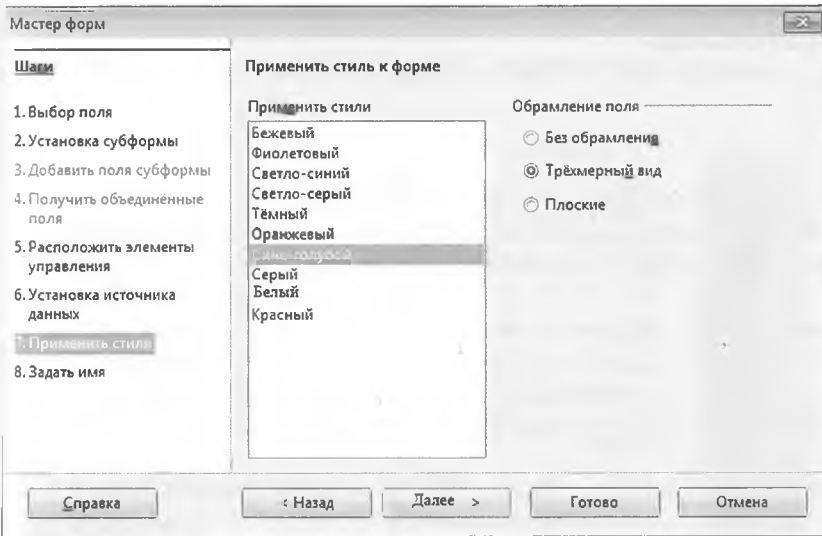 Мастер форм
Шаги
1. Выбор поля
2. Установка субформы
3. Добавить поля субформы
4. Получить объединённые
поля
5. Расположить элементы
управления
6. Установка источника
данных
7. Применить стили
8. Задать имя
Применить стиль к форме
Применить стили
Бежевый
Фиолетовый
Светло-синий
Светло-серый
Тёмный
Оранжевый
Сине-голубой
Серый
Белый
Красный
Обрамление поля
Без обрамления
Трёхмерный вид
Плоские
Справка
< Назад
Далее >
Готово
Отмена